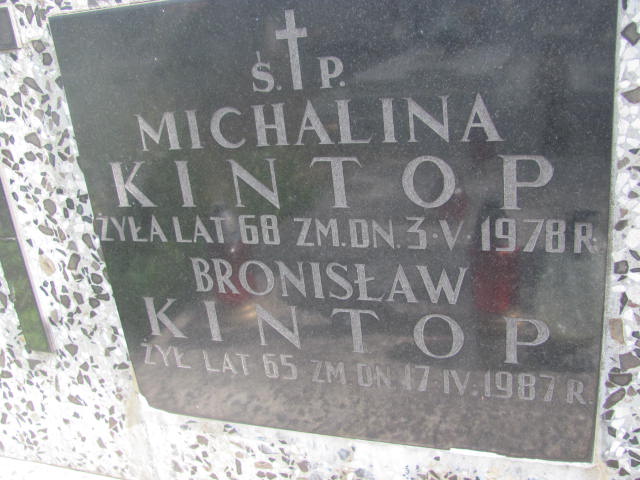 Ś. P.
MICHALINA
KINTOP
ŻYŁA LAT 68 ZM. DN. 3·V·1978 R.
BRONISŁAW
KINTOP
ŻYŁ LAT 65 ZM DN 17·IV·1987 R.